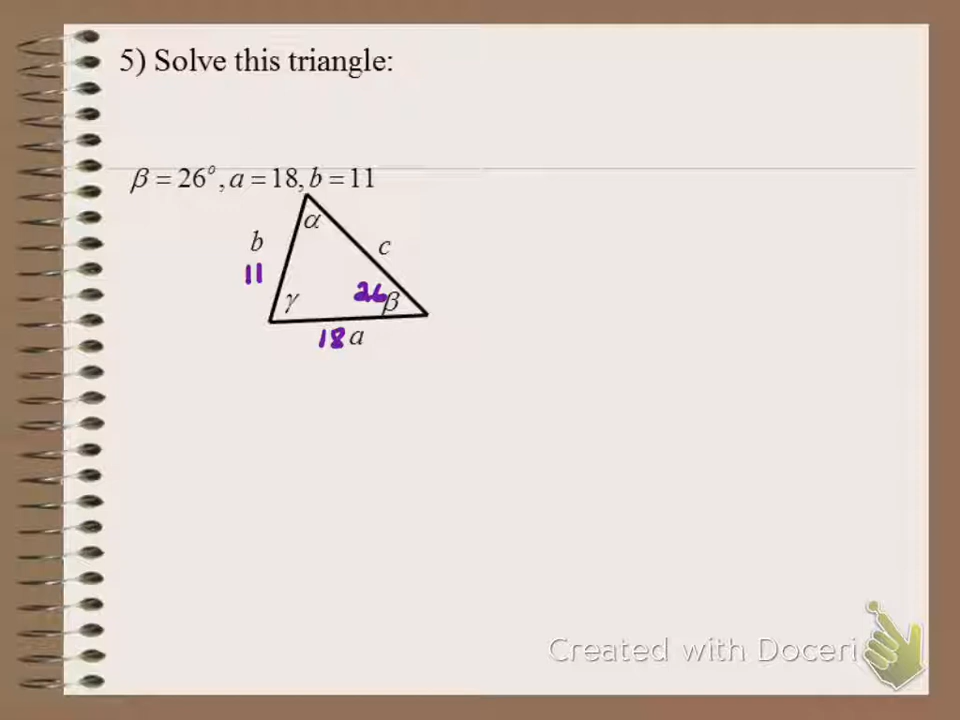 5) Solve this triangle:
β = 26°, a = 18, b = 11
α
b
c
11
γ
26 β
18 a
Created with Doceri